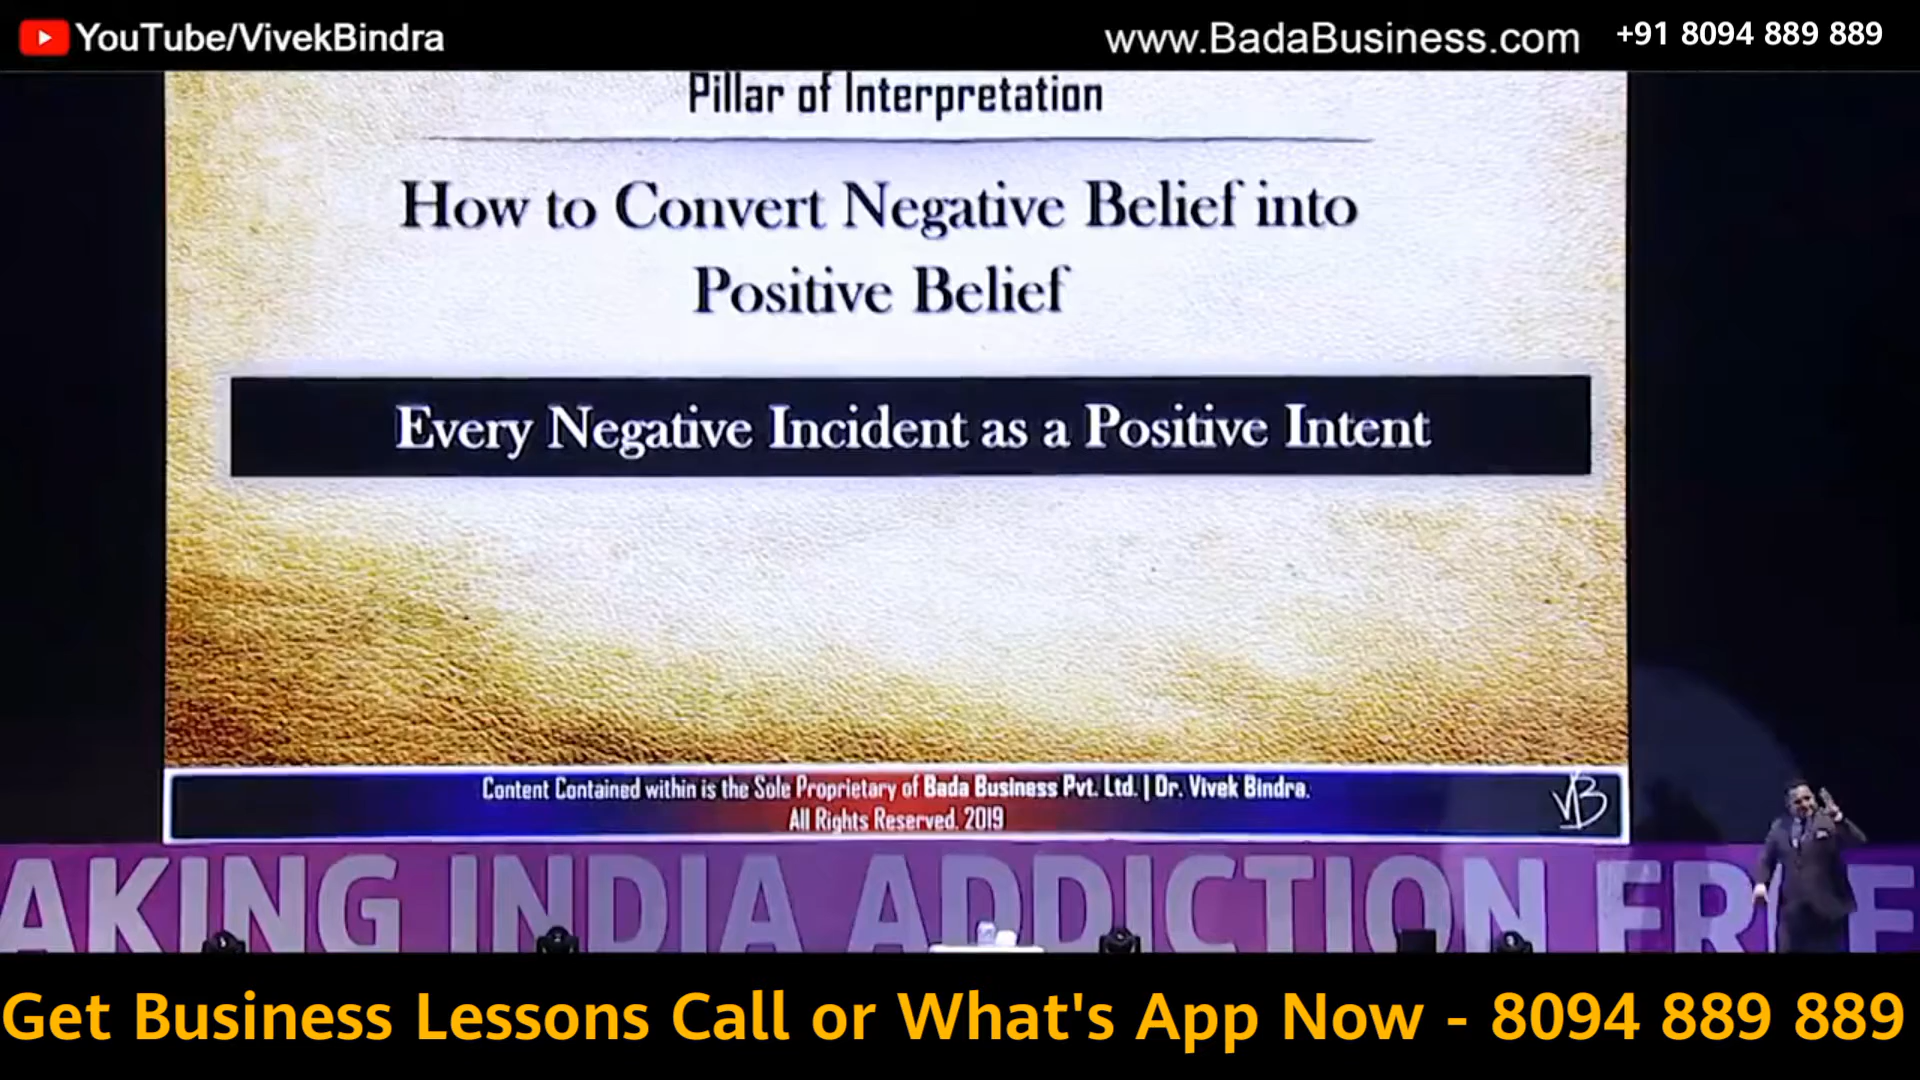 YouTube/VivekBindra
www.BadaBusiness.com
+91 8094 889 889
Pillar of Interpretation
How to Convert Negative Belief into
Positive Belief
Every Negative Incident as a Positive Intent
Content Contained within is the Sole Proprietary of Bada Business Pvt. Ltd. | Dr. Vivek Bindra.
All Rights Reserved. 2019
VB
AKING INDIA ADDICTION FREE
Get Business Lessons Call or What's App Now - 8094 889 889